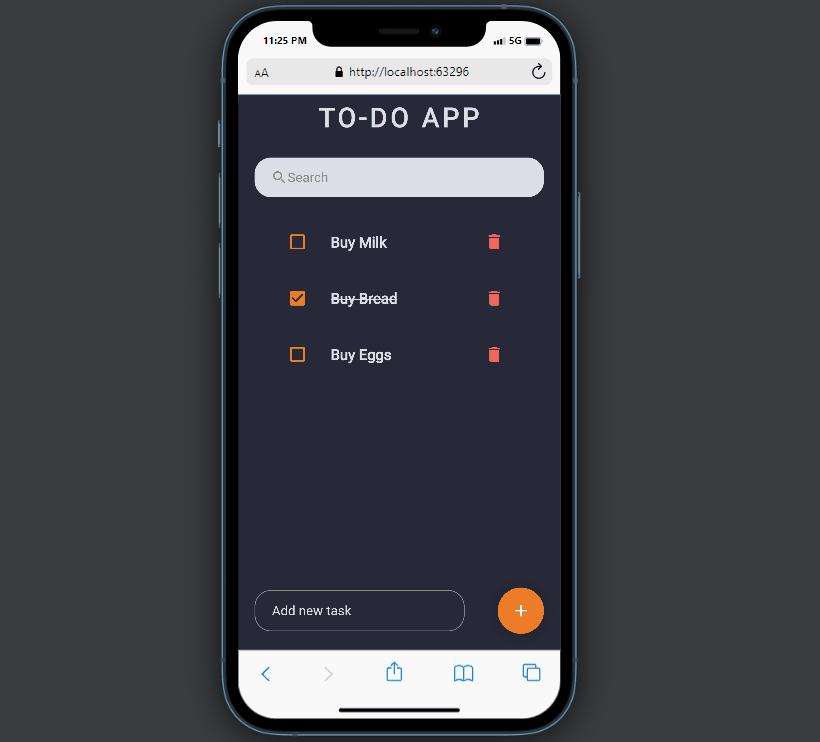 11:25 PM
5G
AA
http://localhost:63296
TO-DO APP
Search
Buy Milk
Buy Bread
Buy Eggs
Add new task
+